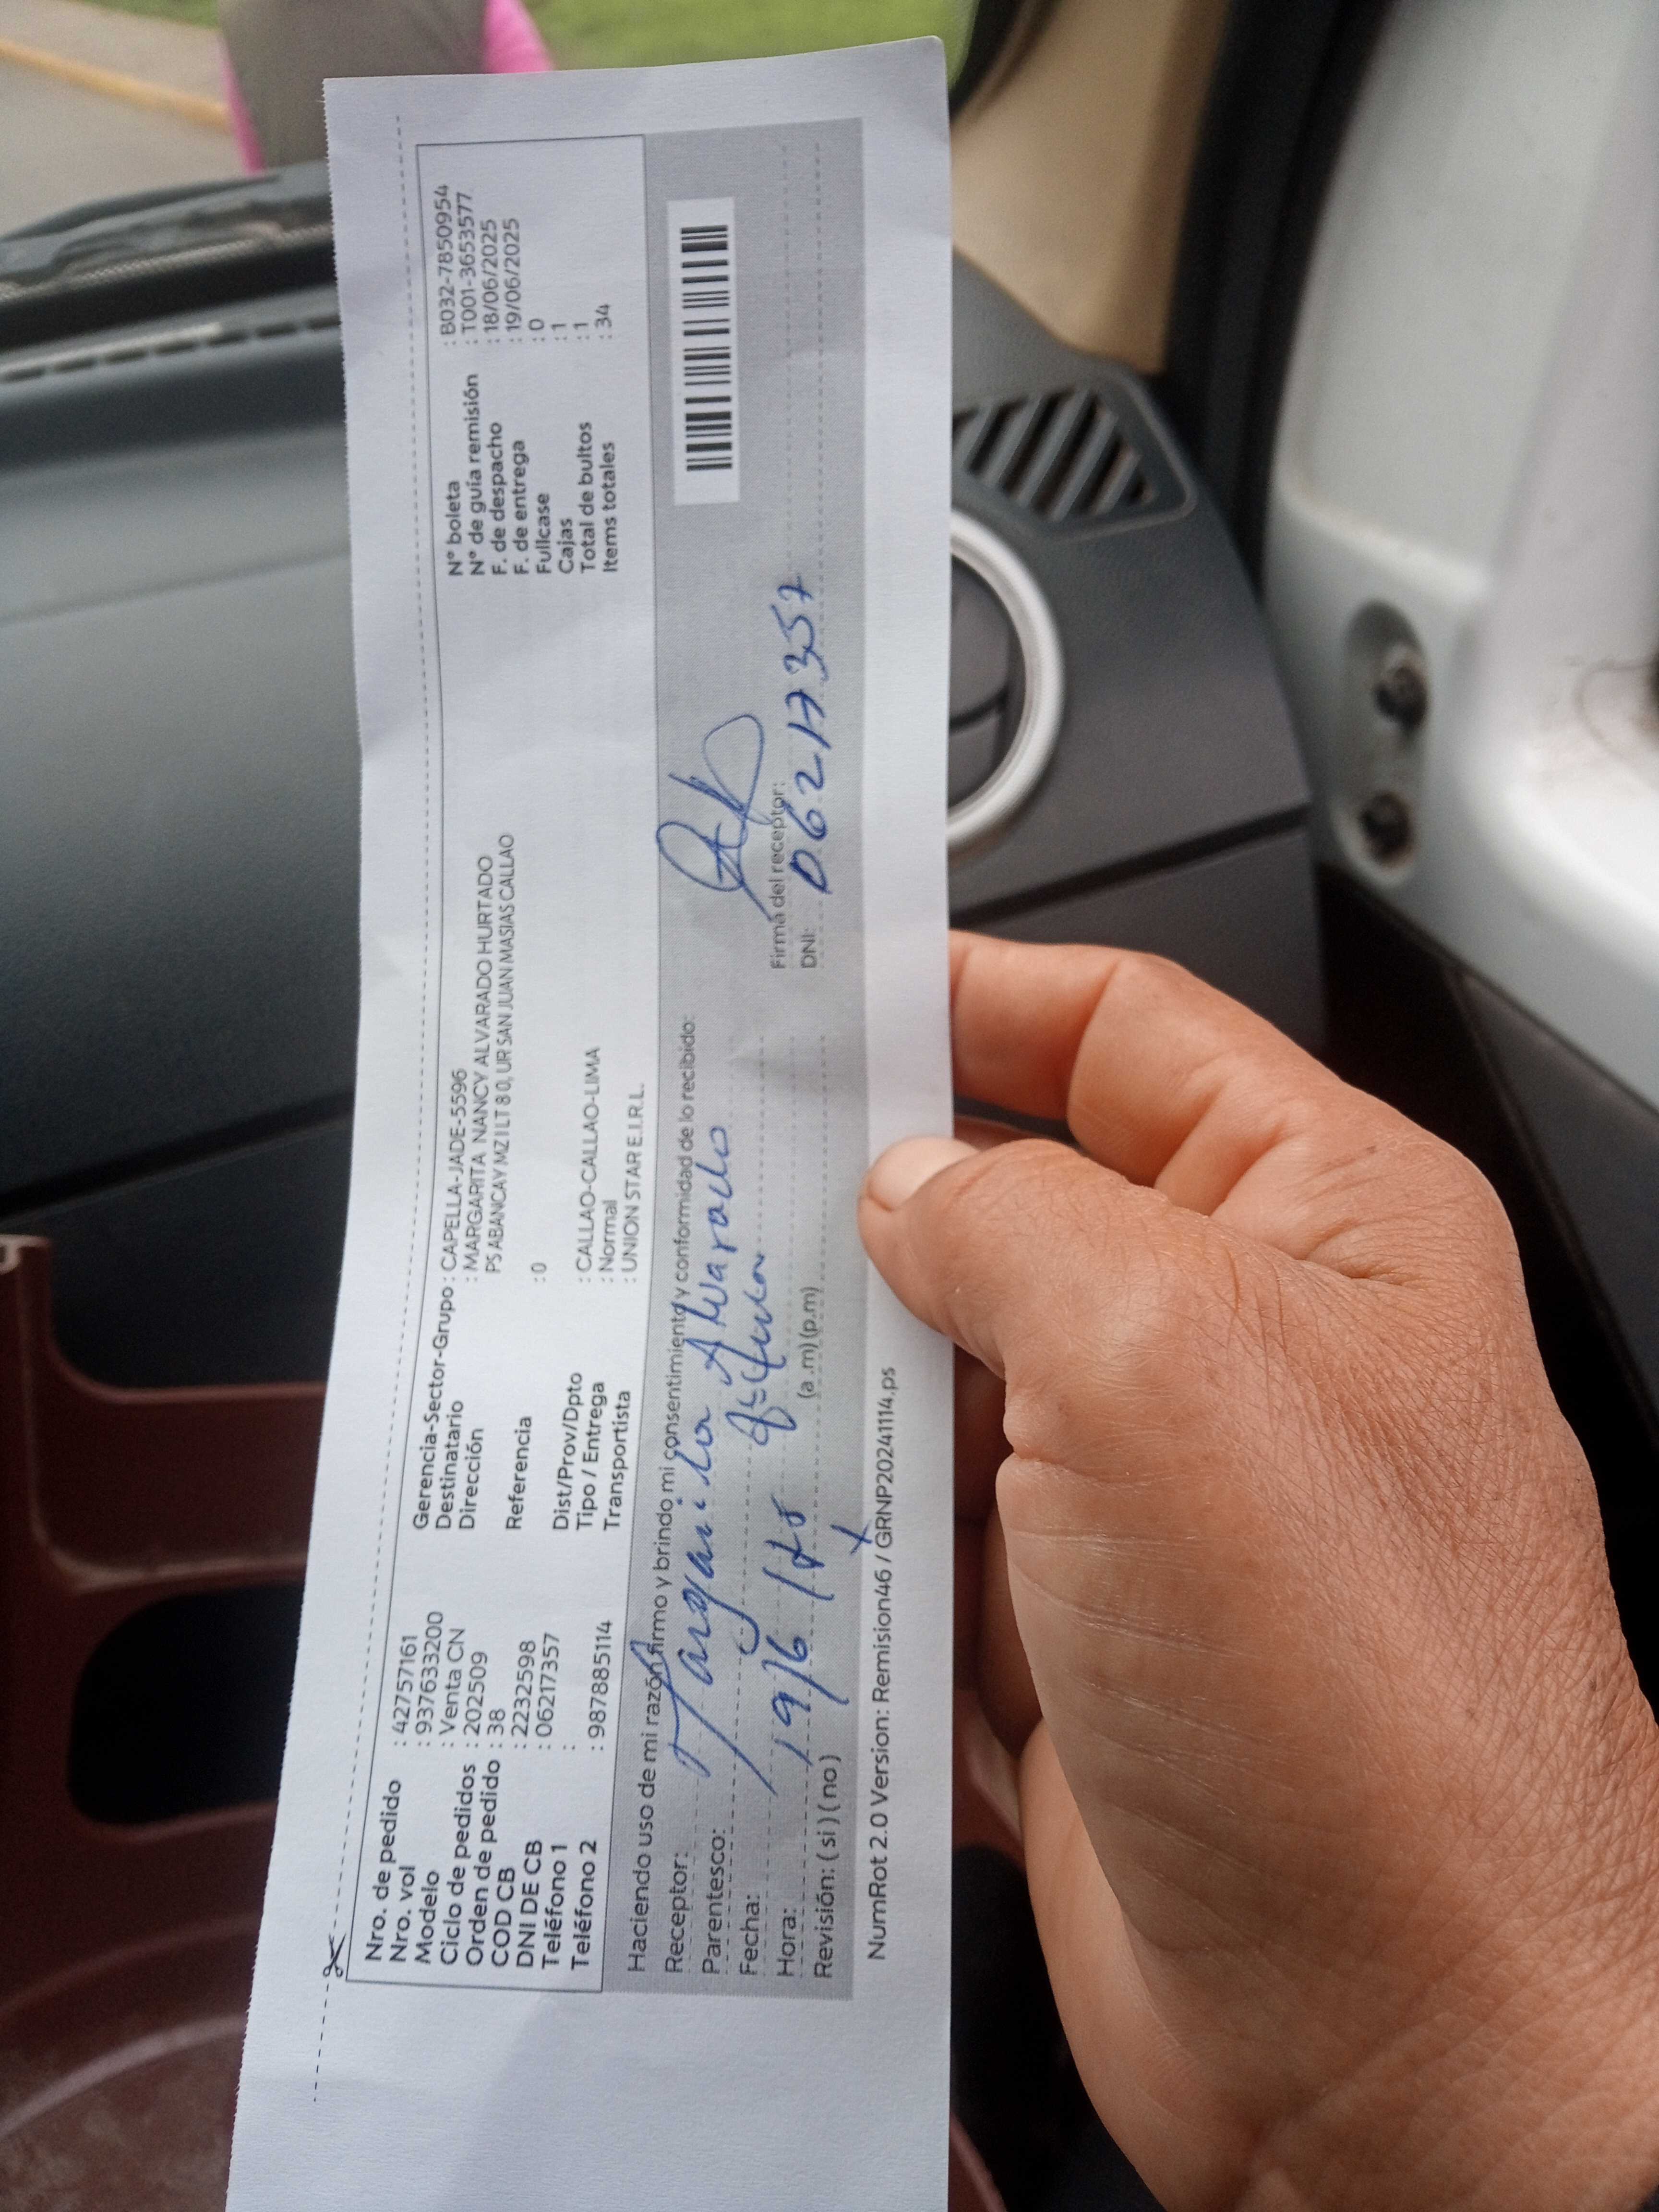 Nro. de pedido : 42757161
Nro. vol : 937633200
Modelo : Venta CN
Ciclo de pedidos : 202509
Orden de pedido : 38
COD CB : 2232598
DNI DE CB : 06217357
Teléfono 1 :
Teléfono 2 : 987885114
Gerencia-Sector-Grupo : CAPELLA-JADE-5596
Destinatario : MARGARITA NANCY ALVARADO HURTADO
Dirección PS ABANCAY MZ I LT 8 0, UR SAN JUAN MASIAS CALLAO
Referencia : 0
Dist/Prov/Dpto : CALLAO-CALLAO-LIMA
Tipo / Entrega : Normal
Transportista : UNION STAR E.I.R.L.
N° boleta : B032-7850954
N° de guía remisión : T001-3653577
F. de despacho : 18/06/2025
F. de entrega : 19/06/2025
Fullcase : 0
Cajas : 1
Total de bultos : 1
Items totales : 34
Haciendo uso de mi razón firmo y brindo mi consentimiento y conformidad de lo recibido:
Receptor: Margarita Alvarado
Parentesco:
Fecha: 19/6
Hora: (a .m) (p.m)
Revisión: ( si ) ( no )
Firma del receptor:
DNI: 06217357
NumRot 2.0 Version: Remision46 / GRNP20241114.ps